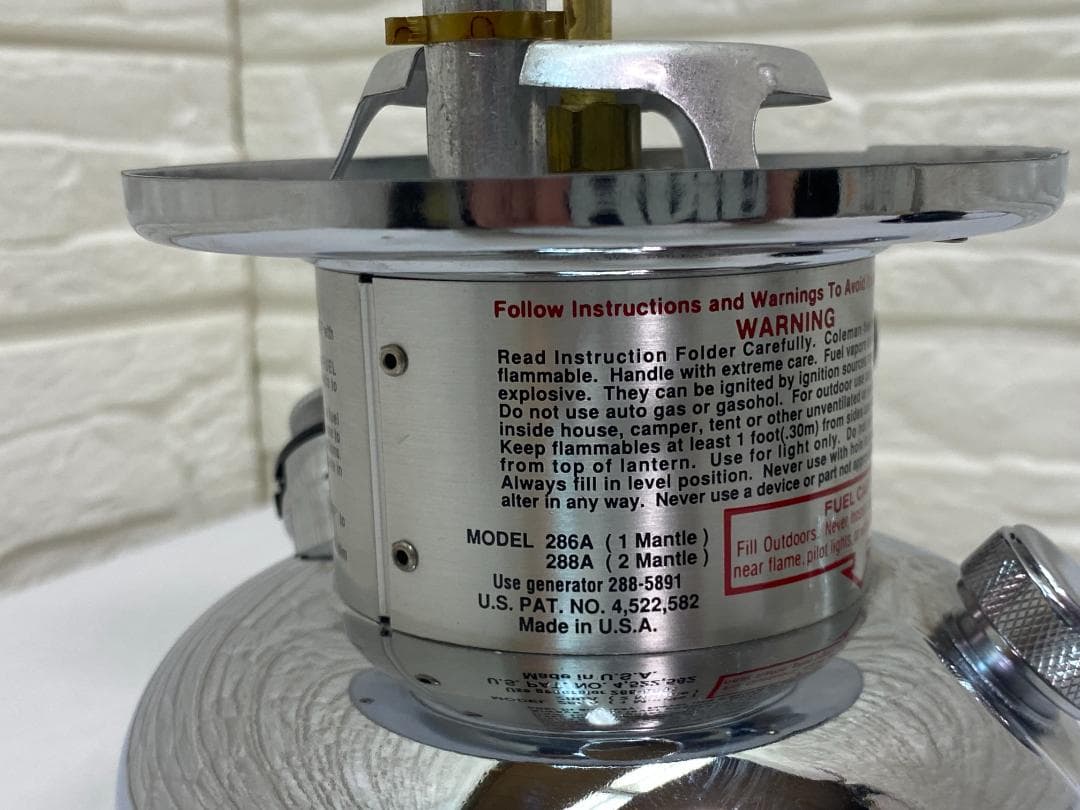 Follow Instructions and Warnings To Avoid
WARNING
Read Instruction Folder Carefully. Coleman
flammable. Handle with extreme care. Fuel vapors
explosive. They can be ignited by ignition sources
Do not use auto gas or gasohol. For outdoor use
inside house, camper, tent or other unventilated
Keep flammables at least 1 foot(.30m) from sides
from top of lantern. Use for light only. Do
Always fill in level position. Never use with
alter in any way. Never use a device or part not
MODEL 286A (1 Mantle)
288A (2 Mantle)
Use generator 288-5891
U.S. PAT. NO. 4,522,582
Made in U.S.A.
FUEL
Fill Outdoors. Never
near flame, pilot lights,